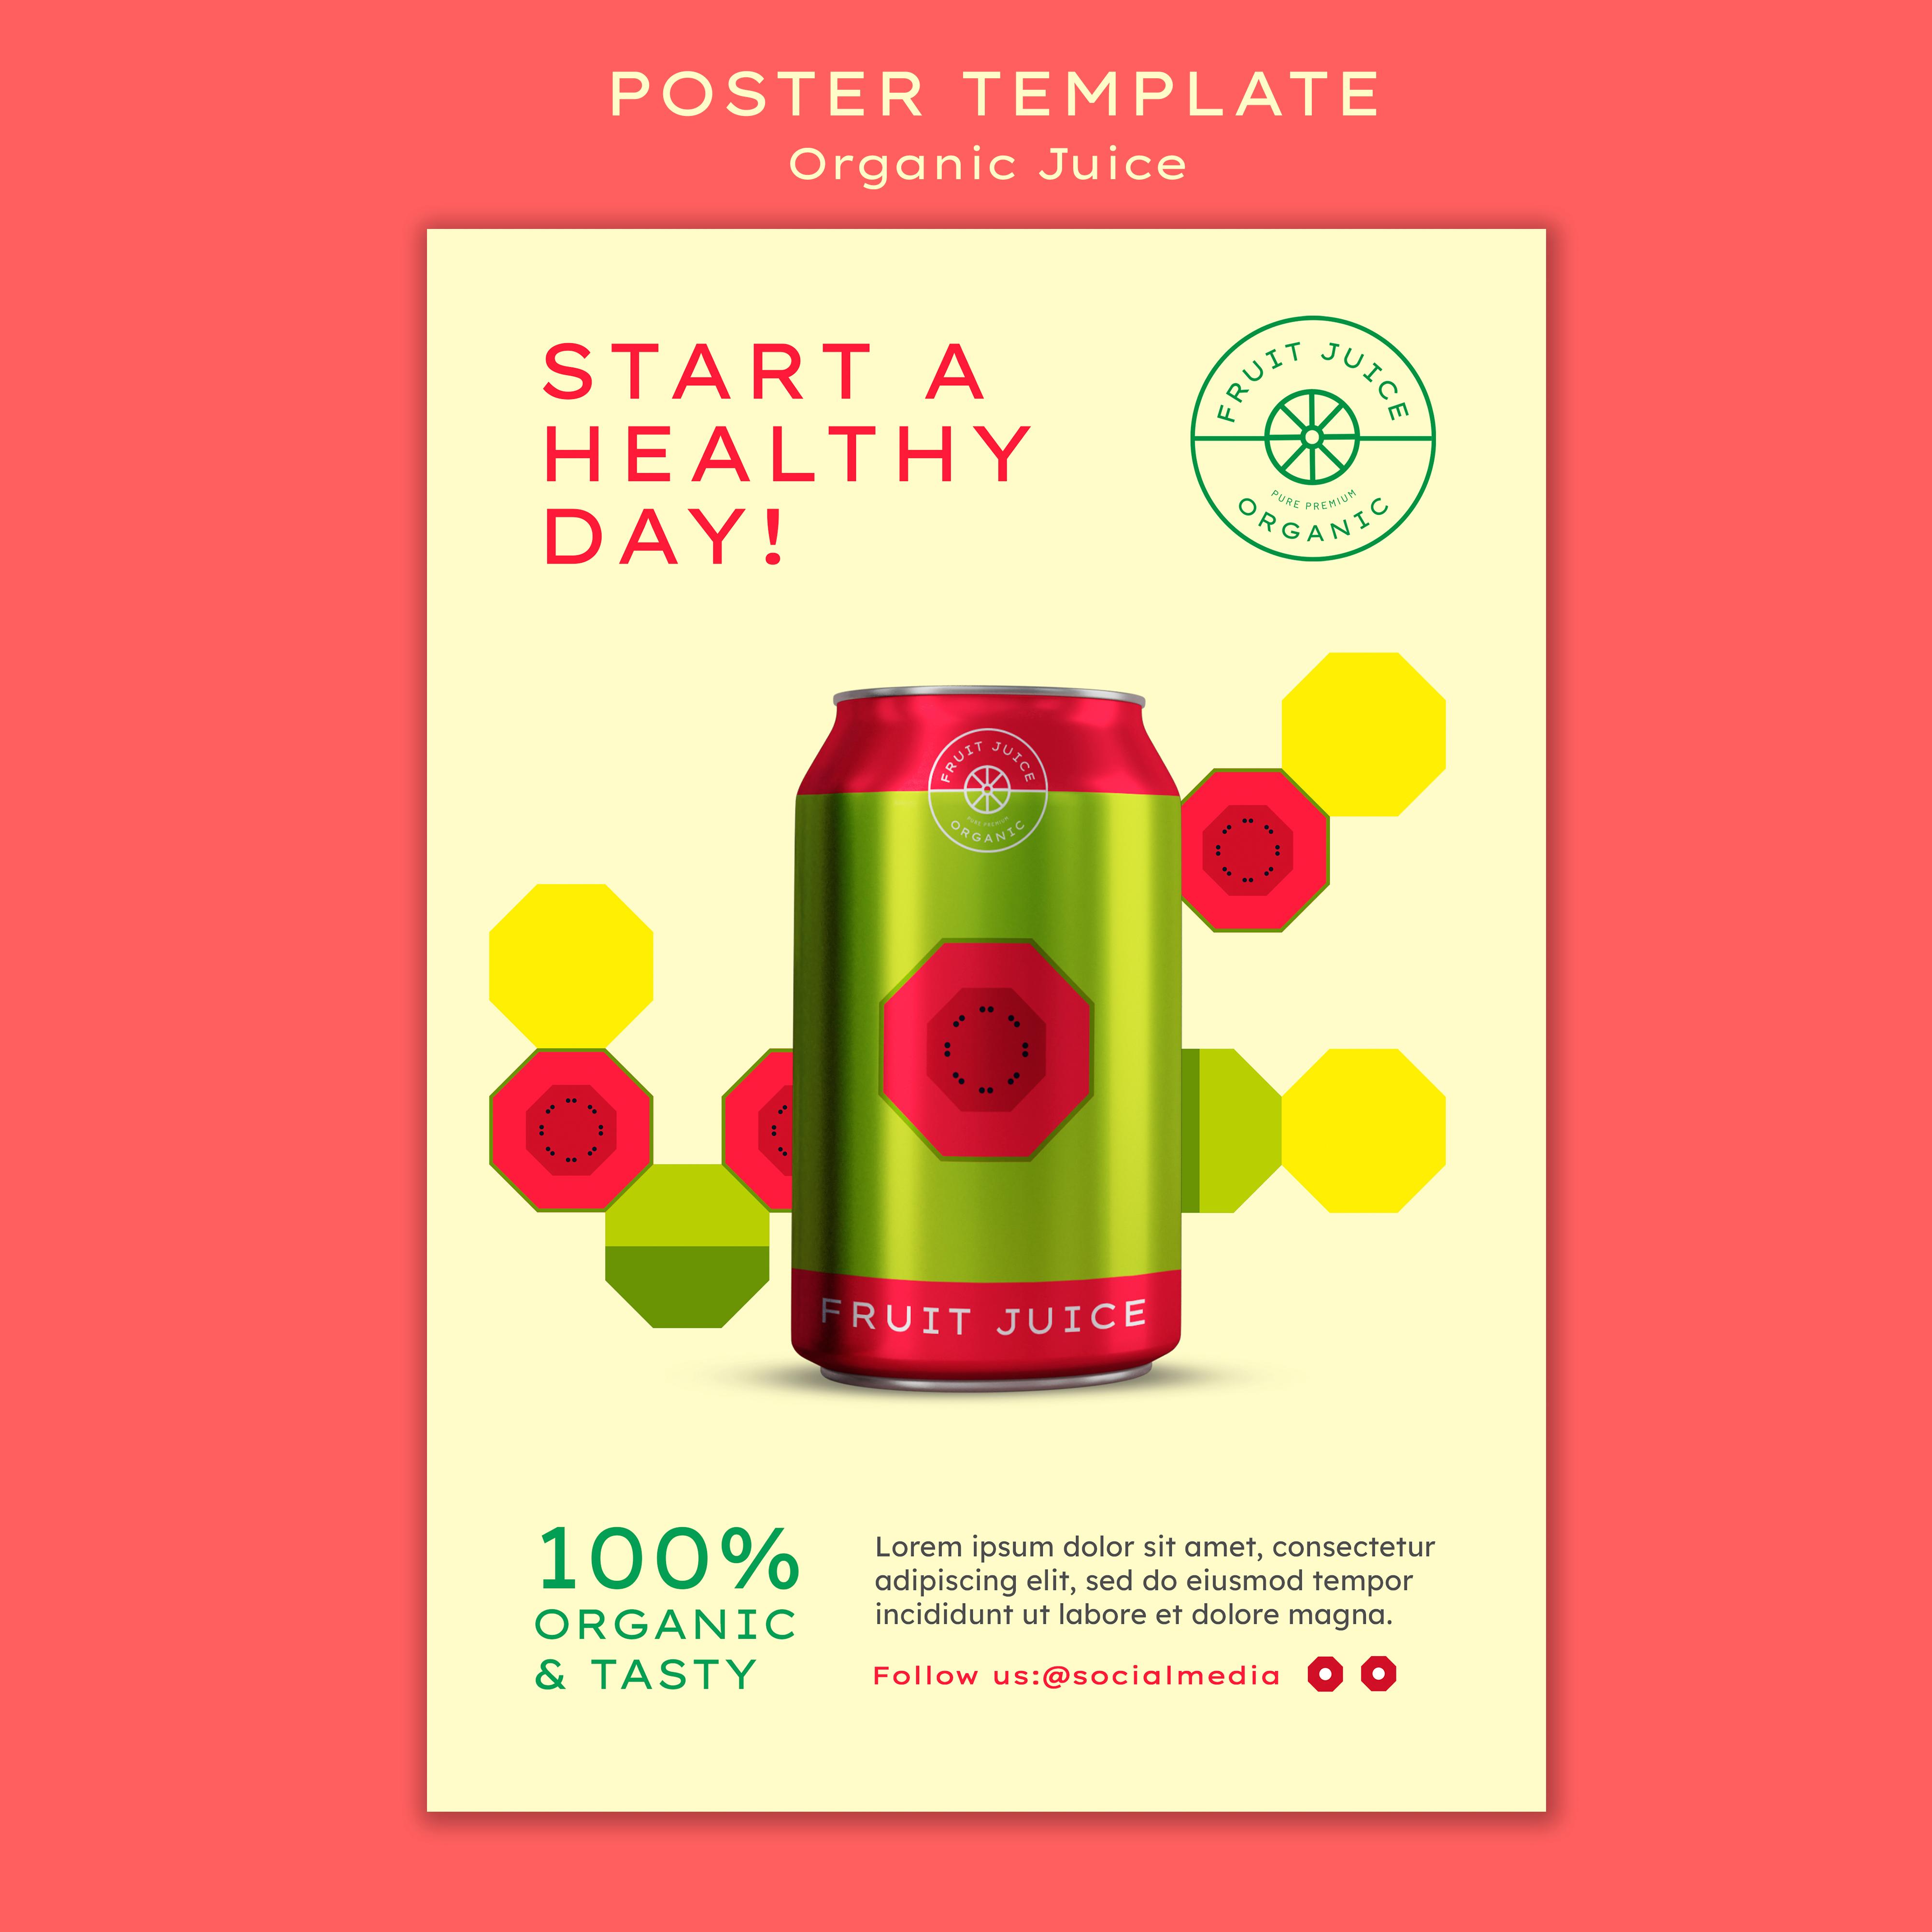 POSTER TEMPLATE
Organic Juice
START A
HEALTHY
DAY!
FRUIT JUICE
PURE PREMIUM
ORGANIC
FRUIT JUICE
PURE PREMIUM
ORGANIC
FRUIT JUICE
100%
ORGANIC
& TASTY
Lorem ipsum dolor sit amet, consectetur
adipiscing elit, sed do eiusmod tempor
incididunt ut labore et dolore magna.
Follow us:@socialmedia